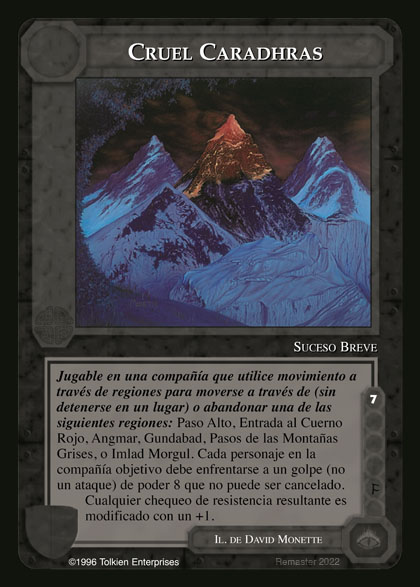 Cruel Caradhras
Suceso Breve
Jugable en una compañía que utilice movimiento a
través de regiones para moverse a través de (sin
detenerse en un lugar) o abandonar una de las
siguientes regiones: Paso Alto, Entrada al Cuerno
Rojo, Angmar, Gundabad, Pasos de las Montañas
Grises, o Imlad Morgul. Cada personaje en la
compañía objetivo debe enfrentarse a un golpe (no
un ataque) de poder 8 que no puede ser cancelado.
Cualquier chequeo de resistencia resultante es
modificado con un +1.
7
F
Il. de David Monette
©1996 Tolkien Enterprises
Remaster 2022